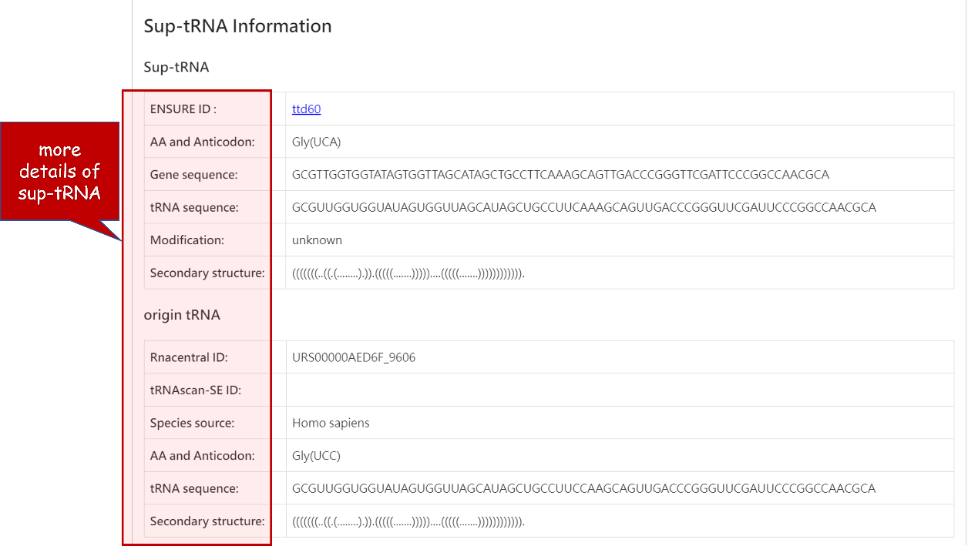 Sup-tRNA Information
Sup-tRNA
ENSURE ID : ttd60
AA and Anticodon: Gly(UCA)
Gene sequence: GCGTTGGTGGTATAGTGGTTAGCATAGCTGCCTTCAAAGCAGTTGACCCGGGTTCGATTCCCGGCCAACGCA
tRNA sequence: GCGUUGGUGGUAUAGUGGUUAGCAUAGCUGCCUUCAAAGCAGUUGACCCGGGUUCGAUUCCCGGCCAACGCA
Modification: unknown
Secondary structure: (((((((..((.(........).)).(((((.......)))))....(((((.......)))))))))))).
origin tRNA
Rnacentral ID: URS00000AED6F_9606
tRNAscan-SE ID:
Species source: Homo sapiens
AA and Anticodon: Gly(UCC)
tRNA sequence: GCGUUGGUGGUAUAGUGGUUAGCAUAGCUGCCUUCCAAGCAGUUGACCCGGGUUCGAUUCCCGGCCAACGCA
Secondary structure: (((((((..((.(........).)).(((((.......)))))....(((((.......)))))))))))).
more
details of
sup-tRNA